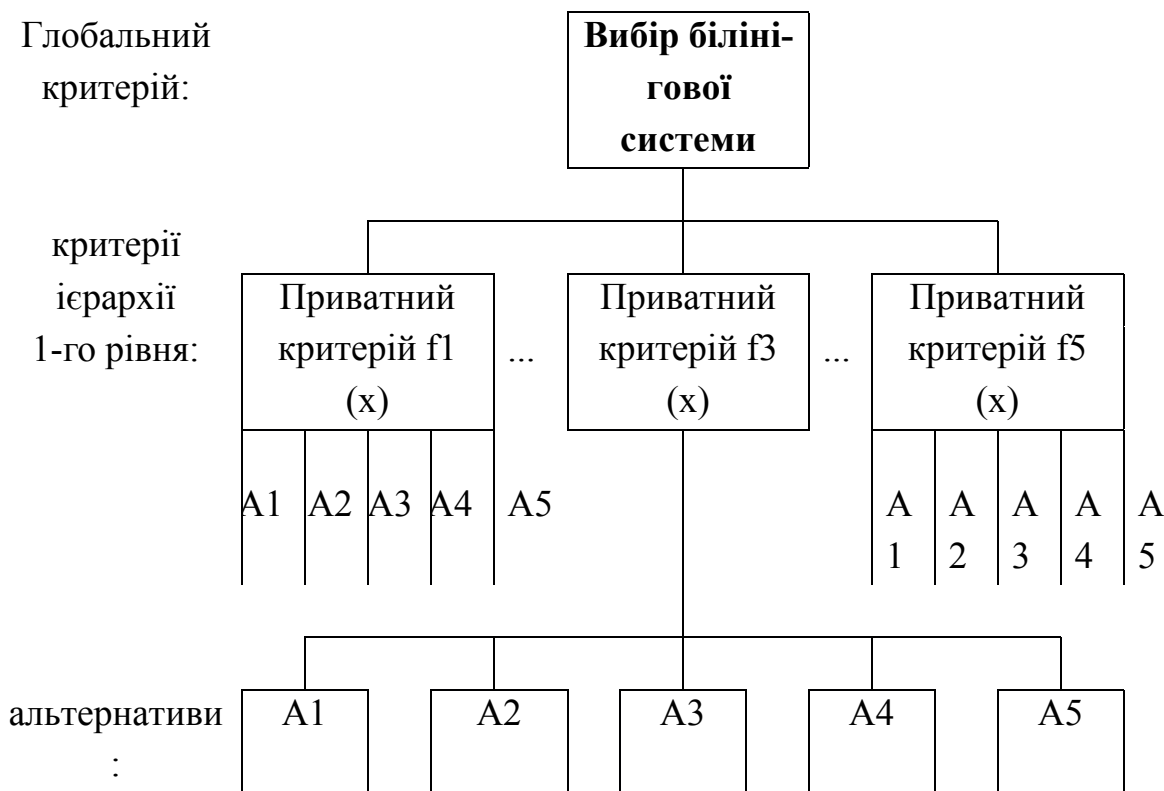 Глобальний
критерій:
Вибір біліні-
гової
системи
критерії
ієрархії
1-го рівня:
Приватний
критерій f1
(x)
...
Приватний
критерій f3
(x)
...
Приватний
критерій f5
(x)
A1 A2 A3 A4 A5
A A A A A
1 2 3 4 5
альтернативи
:
A1 A2 A3 A4 A5